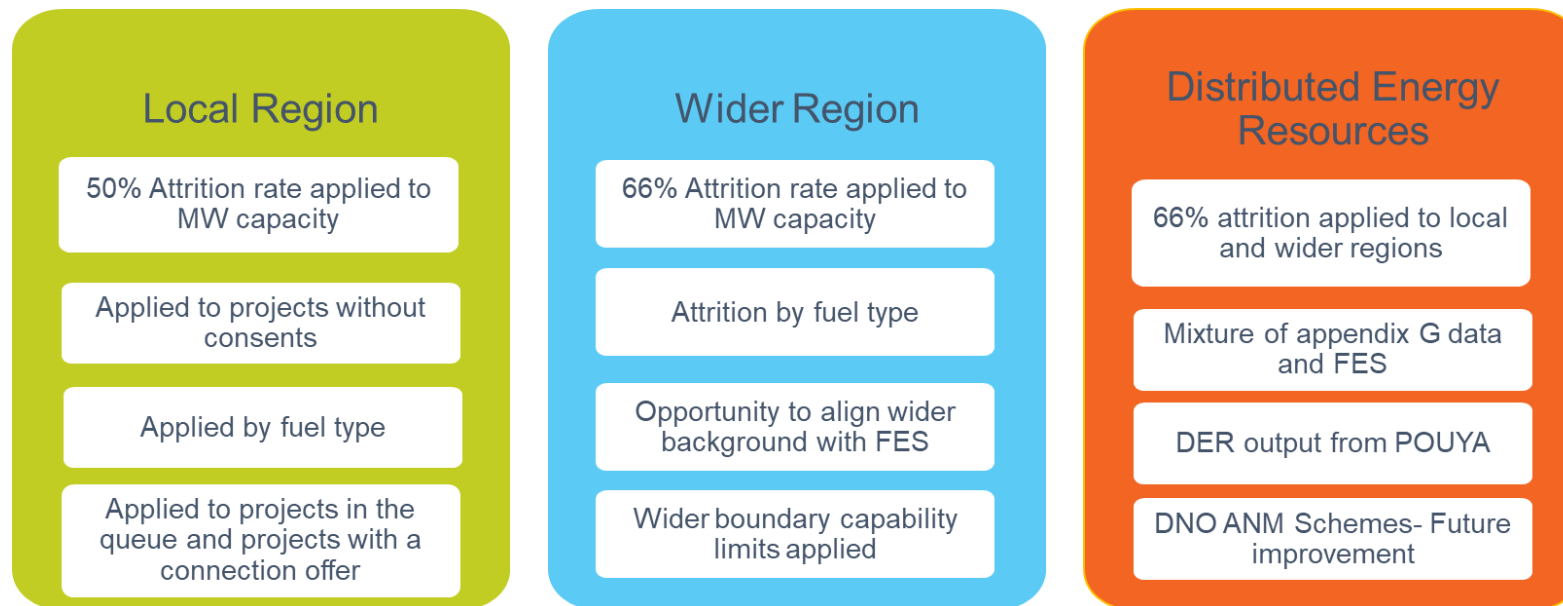 Local Region
50% Attrition rate applied to
MW capacity
Applied to projects without
consents
Applied by fuel type
Applied to projects in the
queue and projects with a
connection offer
Wider Region
66% Attrition rate applied to
MW capacity
Attrition by fuel type
Opportunity to align wider
background with FES
Wider boundary capability
limits applied
Distributed Energy
Resources
66% attrition applied to local
and wider regions
Mixture of appendix G data
and FES
DER output from POUYA
DNO ANM Schemes- Future
improvement